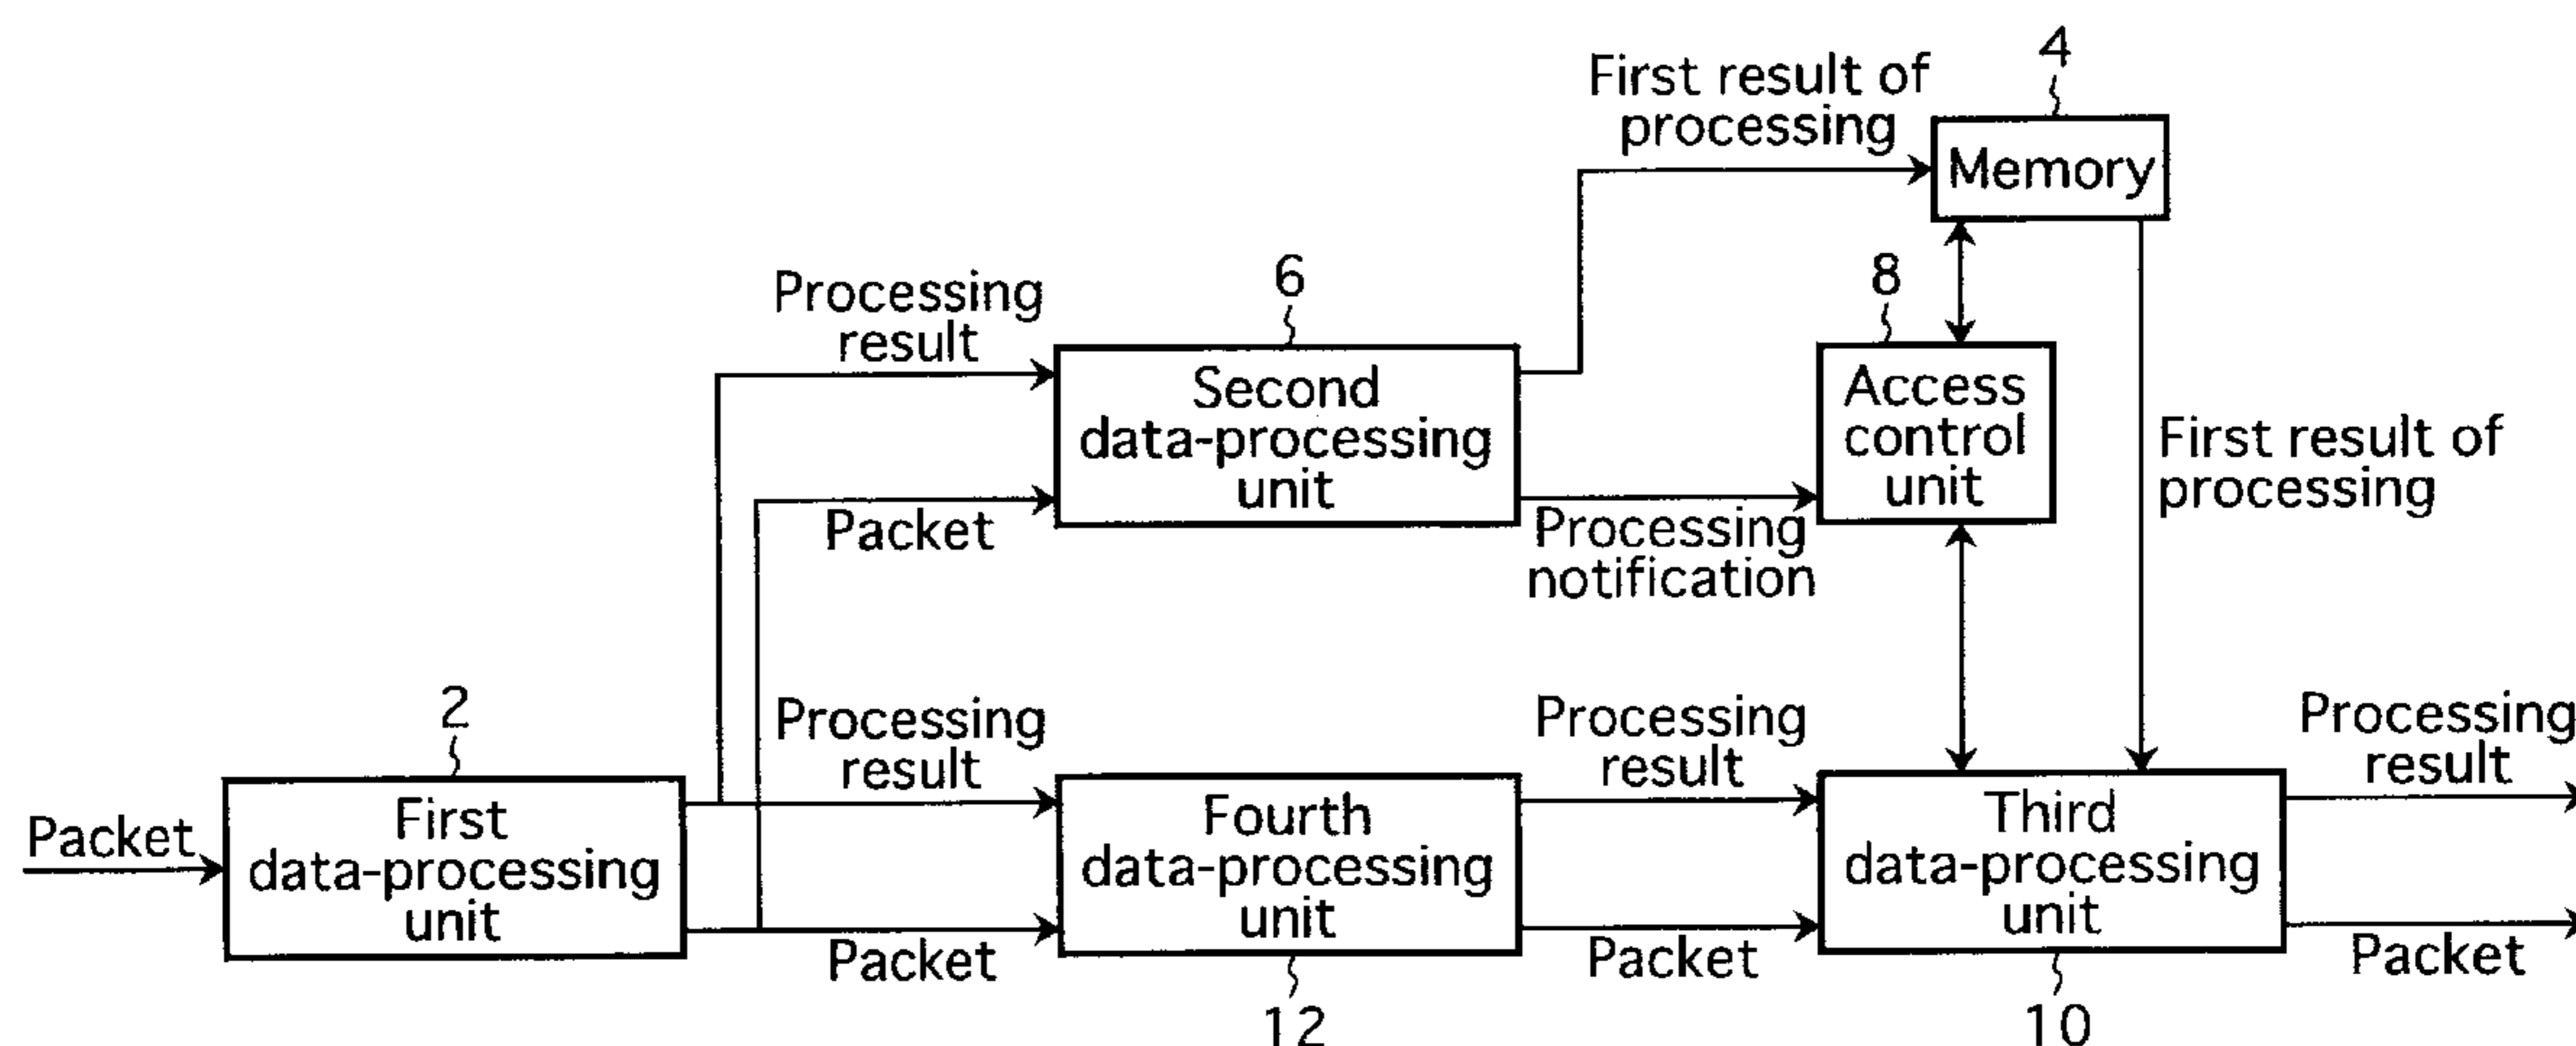 4
First result of
processing
Memory
6
8
Processing
result
Second
data-processing
unit
Access
control
unit
First result of
processing
Packet
Processing
notification
2
Processing
result
Processing
result
Processing
result
Packet
First
data-processing
unit
Fourth
data-processing
unit
Third
data-processing
unit
Packet
Packet
Packet
12
10